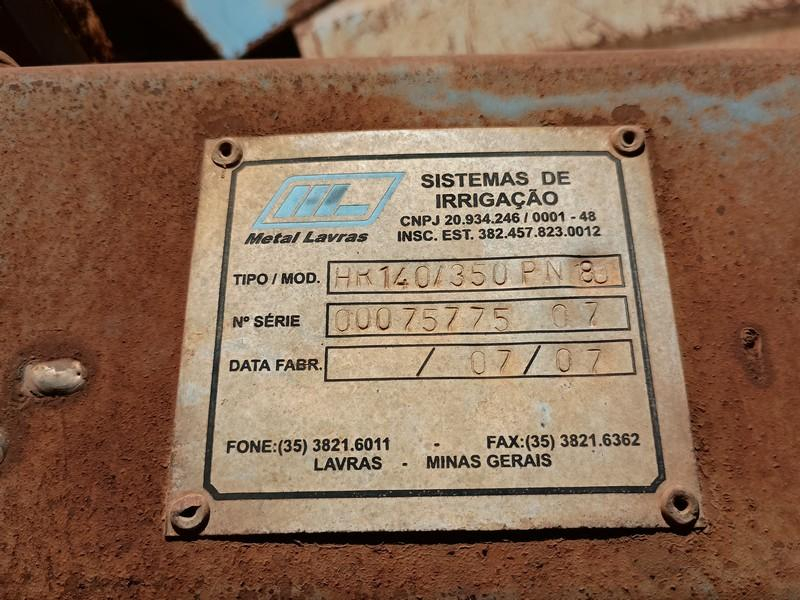 SISTEMAS DE
IRRIGAÇÃO
CNPJ 20.934.246 / 0001 - 48
INSC. EST. 382.457.823.0012
ML
Metal Lavras
TIPO / MOD. HR140/350 PN
Nº SÉRIE 00075775 07
DATA FABR. / 07/07
FONE:(35) 3821.6011 - FAX:(35) 3821.6362
LAVRAS - MINAS GERAIS